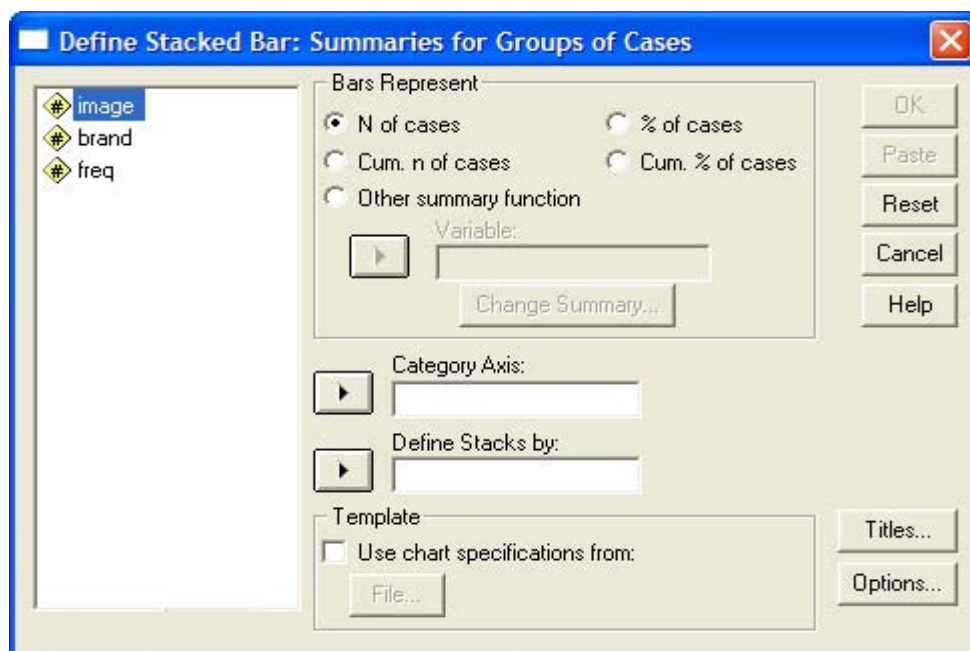 Define Stacked Bar: Summaries for Groups of Cases
image
brand
freq
Bars Represent
N of cases
% of cases
Cum. n of cases
Cum. % of cases
Other summary function
Variable:
Change Summary...
Category Axis:
Define Stacks by:
Template
Use chart specifications from:
File...
OK
Paste
Reset
Cancel
Help
Titles...
Options...